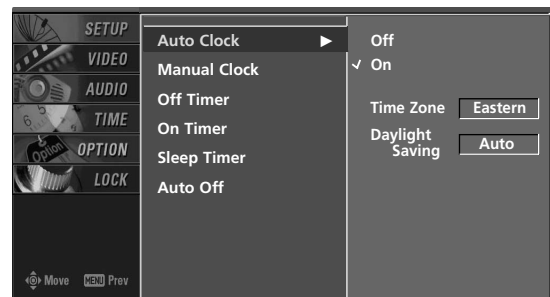 SETUP
VIDEO
AUDIO
TIME
Option OPTION
LOCK
Move MENU Prev
Auto Clock
Manual Clock
Off Timer
On Timer
Sleep Timer
Auto Off
Off
On
Time Zone Eastern
Daylight
Saving Auto